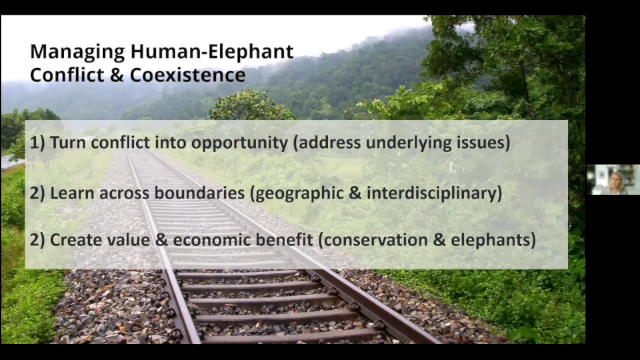 Managing Human-Elephant
Conflict & Coexistence
1) Turn conflict into opportunity (address underlying issues)
2) Learn across boundaries (geographic & interdisciplinary)
2) Create value & economic benefit (conservation & elephants)